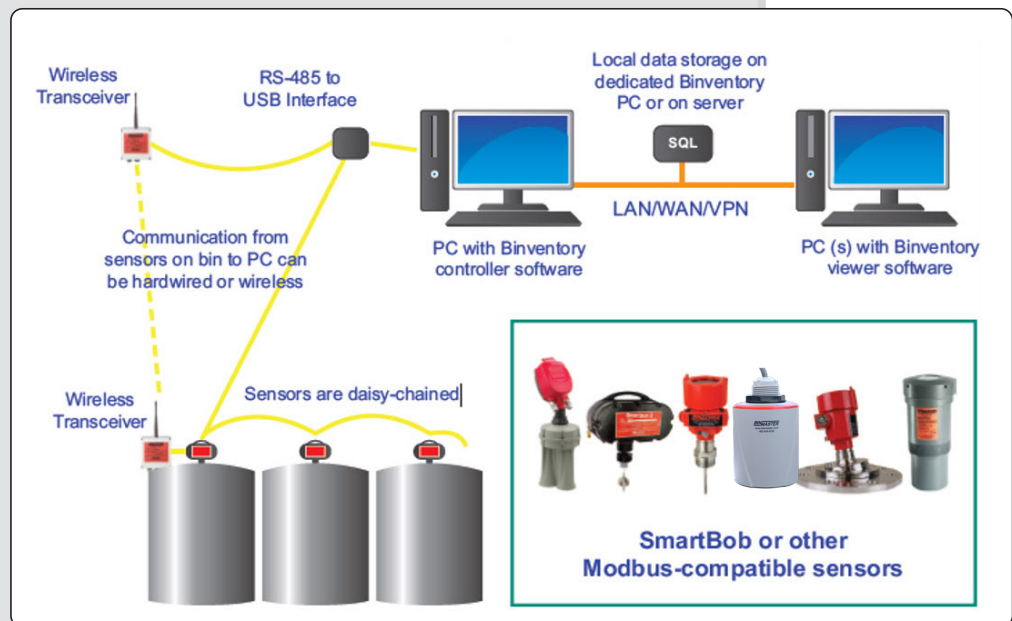 Wireless
Transceiver
RS-485 to
USB Interface
Local data storage on
dedicated Binventory
PC or on server
SQL
LAN/WAN/VPN
PC with Binventory
controller software
PC (s) with Binventory
viewer software
Communication from
sensors on bin to PC can
be hardwired or wireless
Wireless
Transceiver
Sensors are daisy-chained
BINMASTER
SmartBob or other
Modbus-compatible sensors